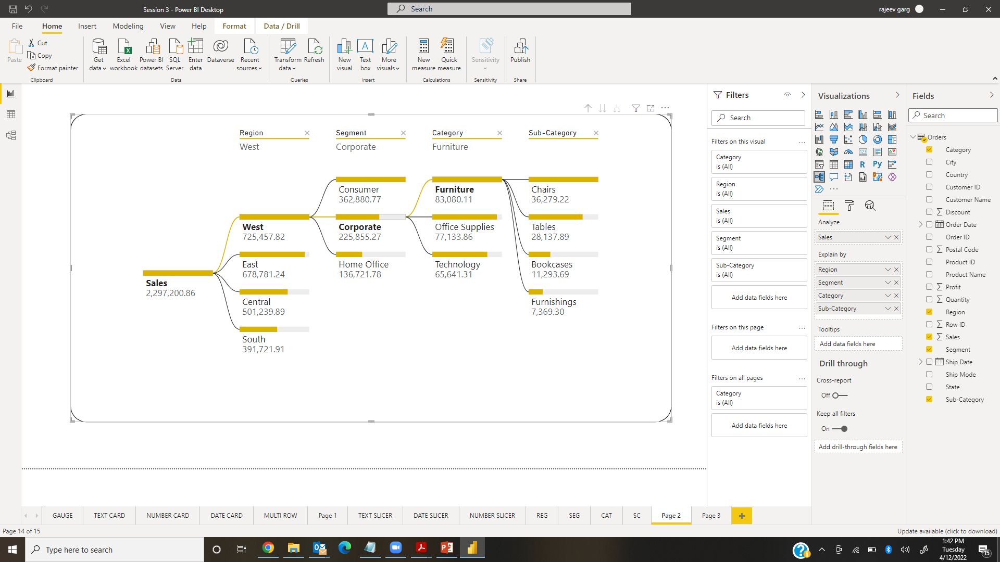 Session 3 - Power BI Desktop
Search
rajeev garg
File
Home
Insert
Modeling
View
Help
Format
Data / Drill
Paste
Cut
Copy
Format painter
Clipboard
Get data
Excel workbook
Power BI datasets
SQL Server
Enter data
Dataverse
Recent sources
Data
Transform data
Refresh
Queries
New visual
A
Text box
More visuals
Insert
New measure
Quick measure
Calculations
Sensitivity
Sensitivity
Publish
Share
Region
West
Segment
Corporate
Category
Furniture
Sub-Category
Sales
2,297,200.86
West
725,457.82
East
678,781.24
Central
501,239.89
South
391,721.91
Consumer
362,880.77
Corporate
225,855.27
Home Office
136,721.78
Furniture
83,080.11
Office Supplies
77,133.86
Technology
65,641.31
Chairs
36,279.22
Tables
28,137.89
Bookcases
11,293.69
Furnishings
7,369.30
Filters
Search
Filters on this visual
Category
is (All)
Region
is (All)
Sales
is (All)
Segment
is (All)
Sub-Category
is (All)
Add data fields here
Filters on this page
Add data fields here
Filters on all pages
Category
is (All)
Add data fields here
Visualizations
123
R
Py
Analyze
Sales
Explain by
Region
Segment
Category
Sub-Category
Tooltips
Add data fields here
Drill through
Cross-report
Off
Keep all filters
On
Add drill-through fields here
Fields
Search
Orders
Category
City
Country
Customer ID
Customer Name
Discount
Order Date
Order ID
Postal Code
Product ID
Product Name
Profit
Quantity
Region
Row ID
Sales
Segment
Ship Date
Ship Mode
State
Sub-Category
GAUGE
TEXT CARD
NUMBER CARD
DATE CARD
MULTI ROW
Page 1
TEXT SLICER
DATE SLICER
NUMBER SLICER
REG
SEG
CAT
SC
Page 2
Page 3
Page 14 of 15
Update available (click to download)
Type here to search
1:42 PM
Tuesday
4/12/2022
15